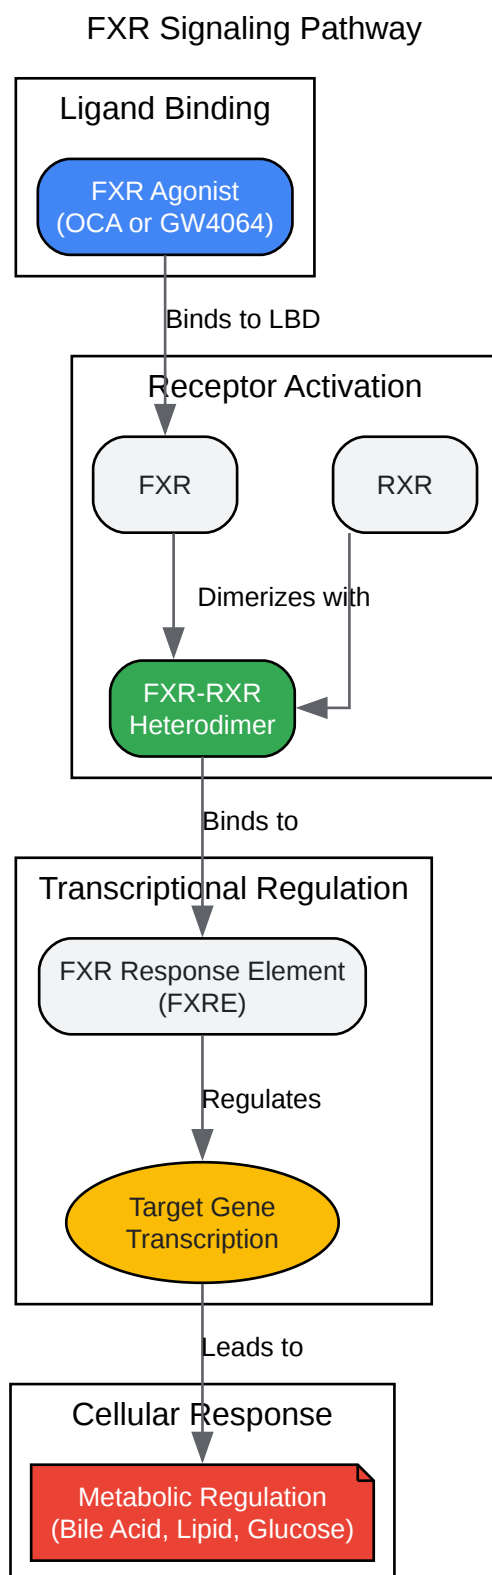 FXR Signaling Pathway
Ligand Binding
FXR Agonist
(OCA or GW4064)
Binds to LBD
Receptor Activation
FXR
RXR
Dimerizes with
FXR-RXR
Heterodimer
Binds to
Transcriptional Regulation
FXR Response Element
(FXRE)
Regulates
Target Gene
Transcription
Leads to
Cellular Response
Metabolic Regulation
(Bile Acid, Lipid, Glucose)